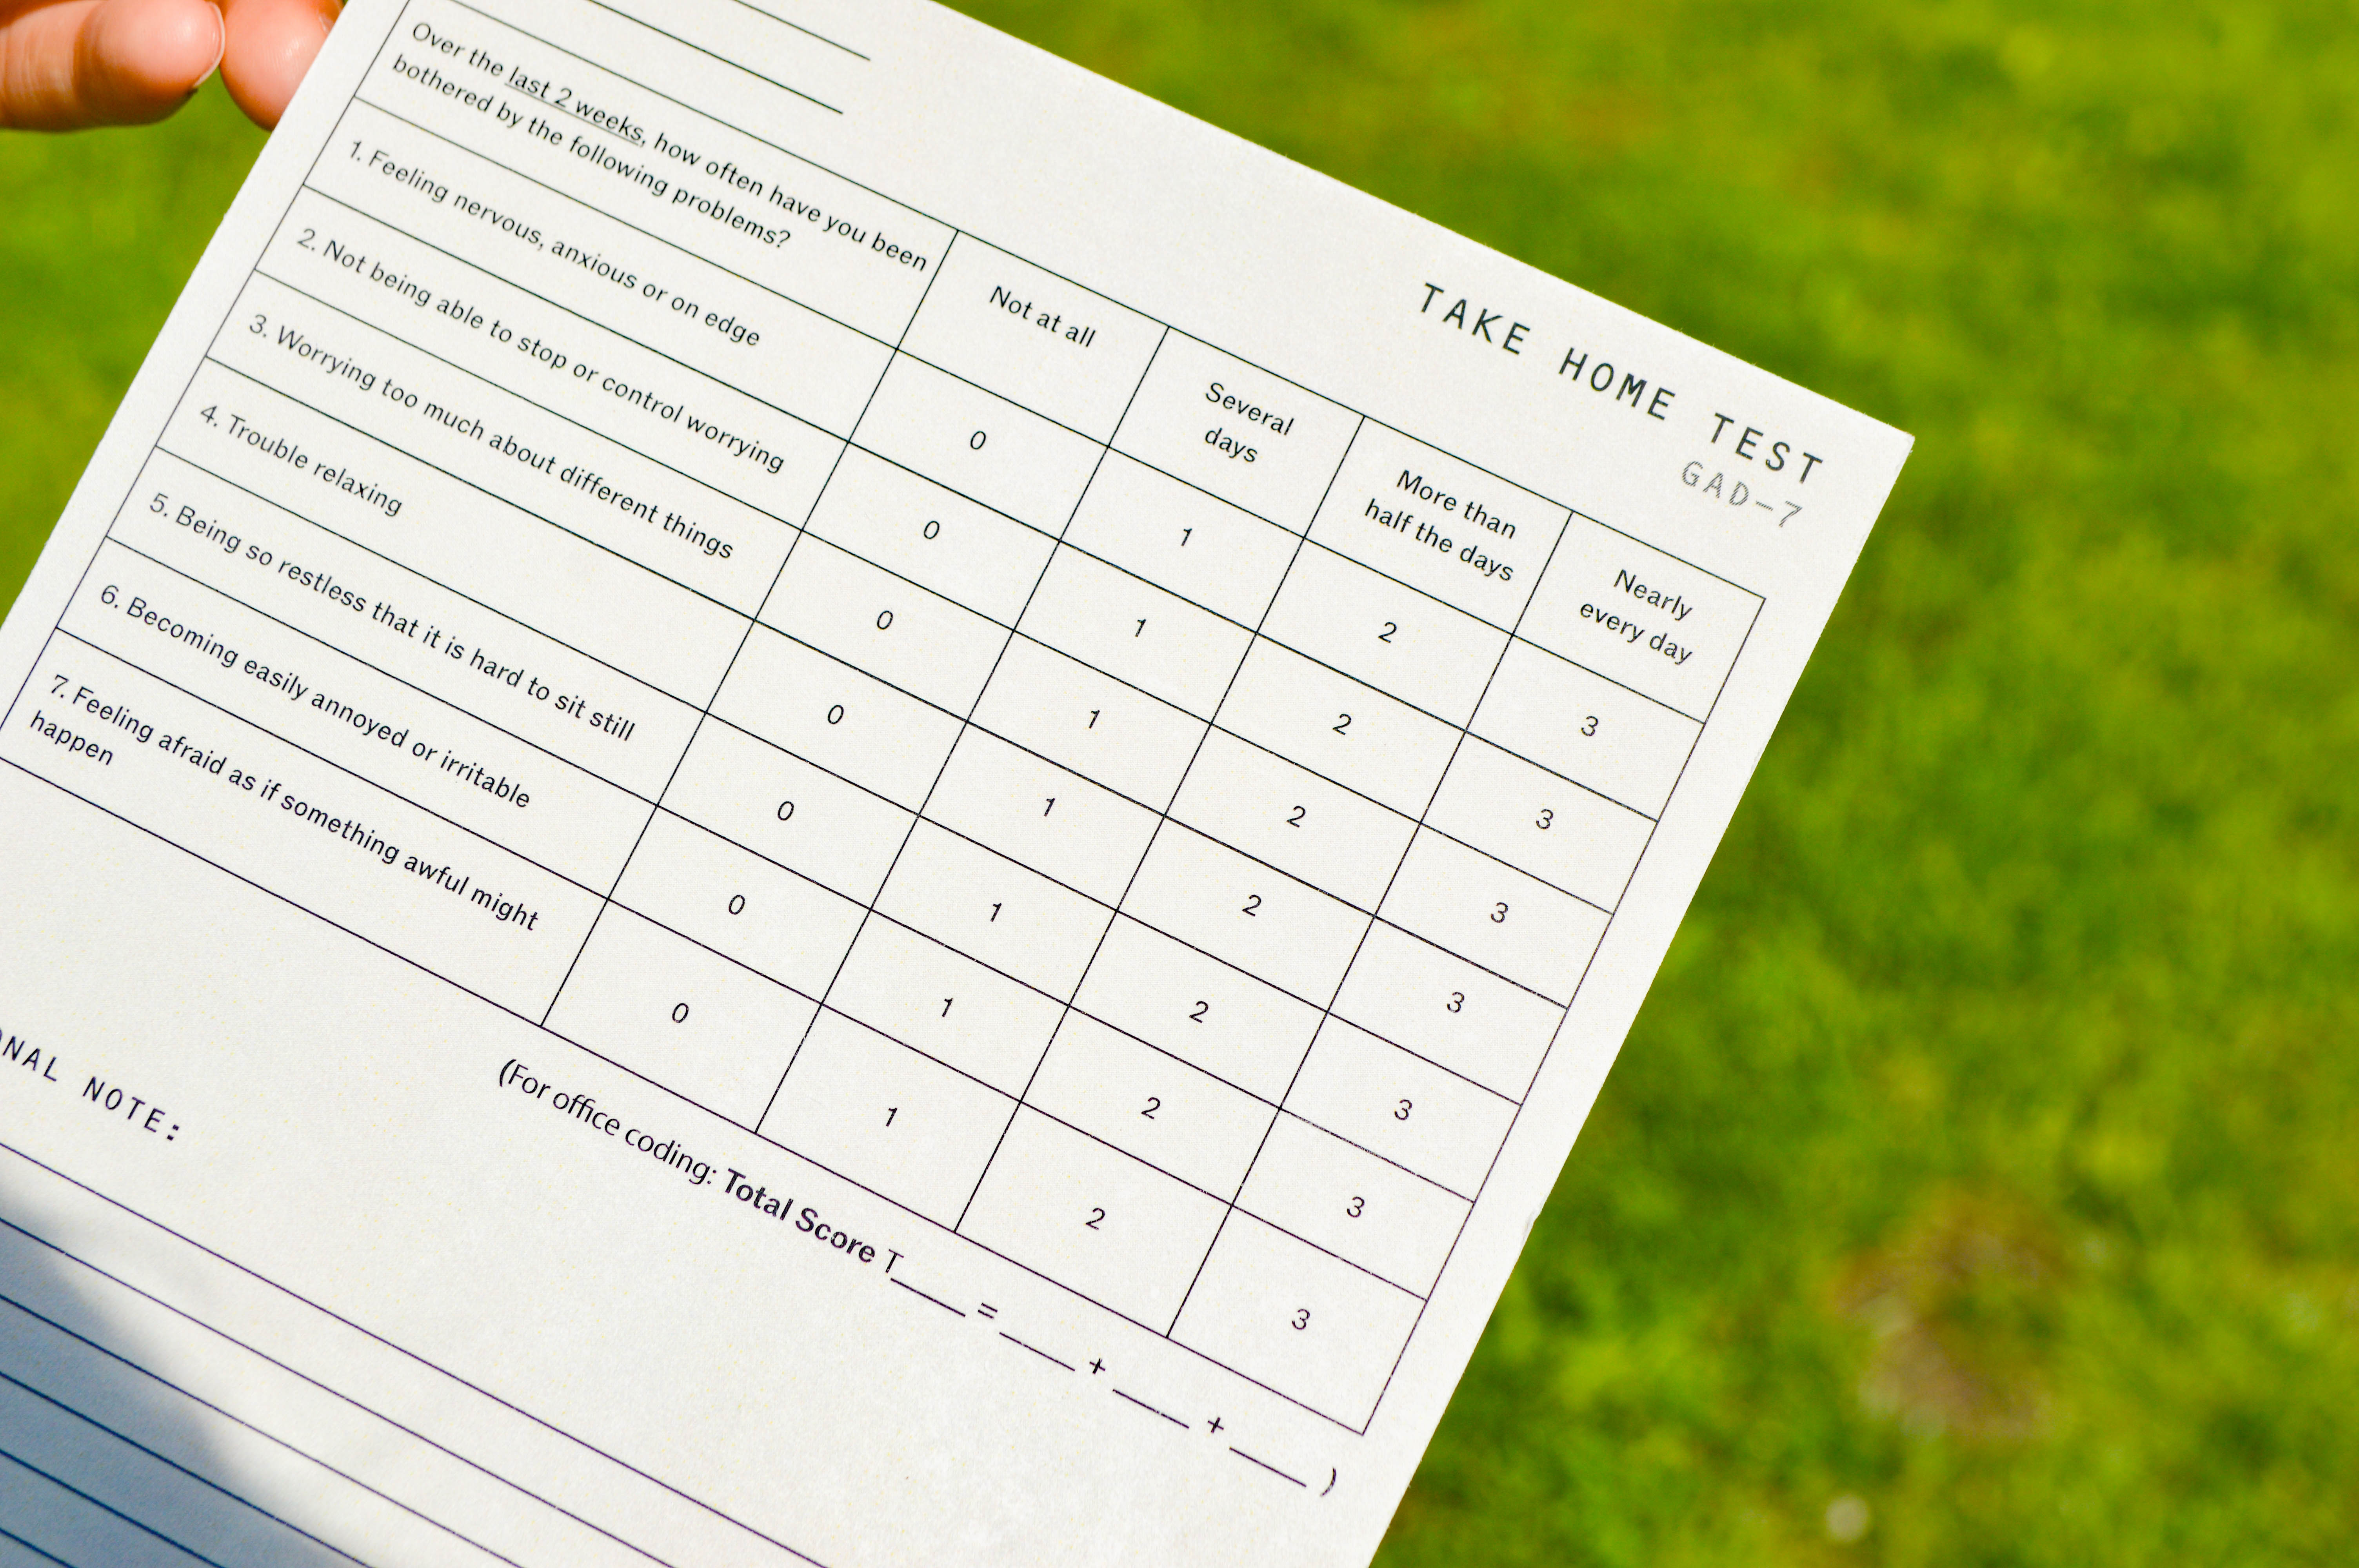 TAKE HOME TEST
GAD-7
Over the last 2 weeks, how often have you been
bothered by the following problems?
Not at all
Several
days
More than
half the days
Nearly
every day
1. Feeling nervous, anxious or on edge
0 1 2 3
2. Not being able to stop or control worrying
0 1 2 3
3. Worrying too much about different things
0 1 2 3
4. Trouble relaxing
0 1 2 3
5. Being so restless that it is hard to sit still
0 1 2 3
6. Becoming easily annoyed or irritable
0 1 2 3
7. Feeling afraid as if something awful might
happen
0 1 2 3
(For office coding: Total Score T____ = ____ + ____ + ____ )
NOTE: